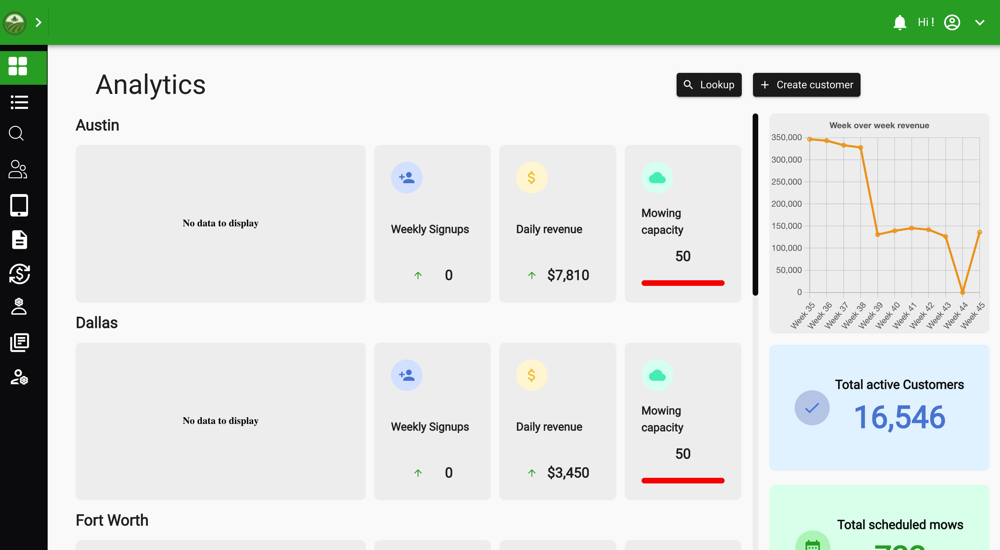 Hi !
Analytics
Lookup
Create customer
Austin
No data to display
Weekly Signups
0
Daily revenue
$7,810
Mowing
capacity
50
Dallas
No data to display
Weekly Signups
0
Daily revenue
$3,450
Mowing
capacity
50
Fort Worth
Week over week revenue
350,000
300,000
250,000
200,000
150,000
100,000
50,000
0
Week 35
Week 36
Week 37
Week 38
Week 39
Week 40
Week 41
Week 42
Week 43
Week 44
Week 45
Total active Customers
16,546
Total scheduled mows